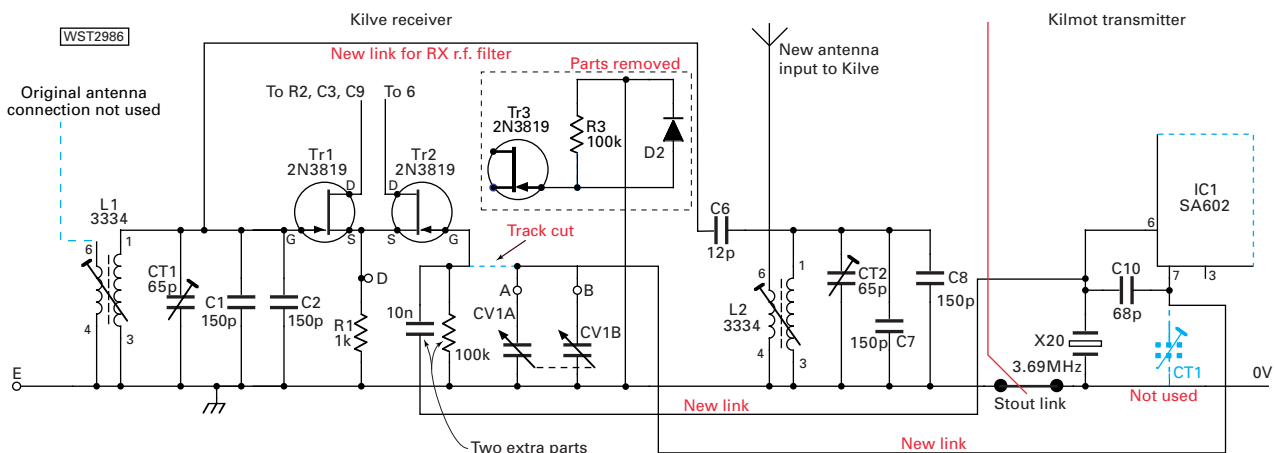 Kilve receiver
Kilmot transmitter
WST2986
New link for RX r.f. filter
Parts removed
New antenna
input to Kilve
Original antenna
connection not used
To R2, C3, C9
To 6
Tr3
2N3819
R3
100k
D2
Tr1
2N3819
Tr2
2N3819
IC1
SA602
L1
3334
D
D
G
S
S
G
6
1
4
3
CT1
65p
C1
150p
C2
150p
D
R1
1k
Track cut
10n
100k
A
B
CV1A
CV1B
C6
12p
6
1
4
3
L2
3334
CT2
65p
150p
C7
C8
150p
6
7
3
C10
68p
X20
3.69MHz
CT1
E
0V
New link
Stout link
Not used
Two extra parts
New link